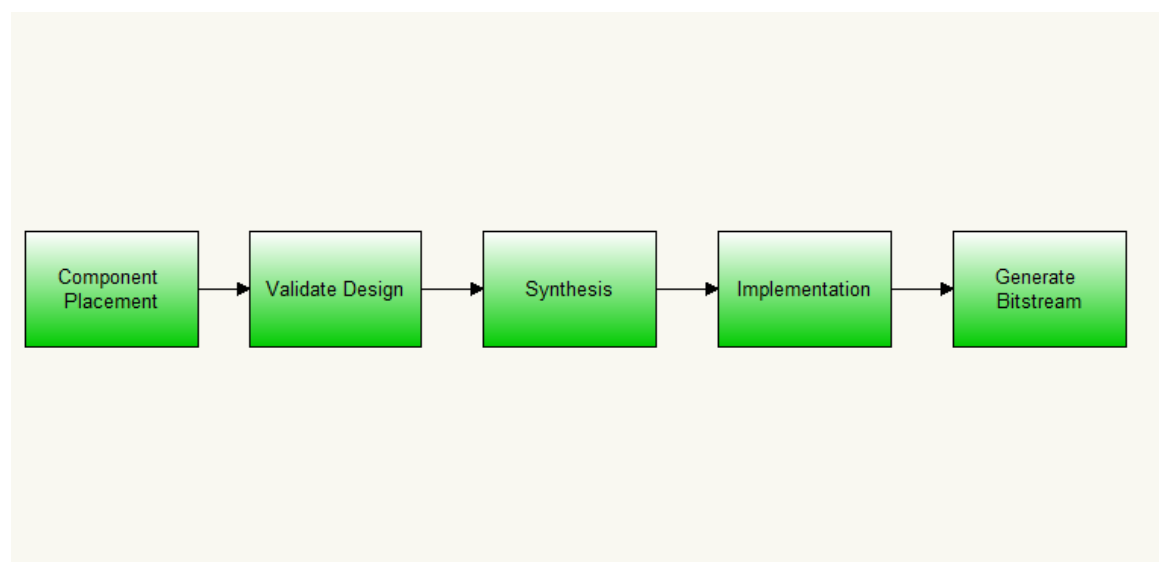 Component
Placement
Validate Design
Synthesis
Implementation
Generate
Bitstream